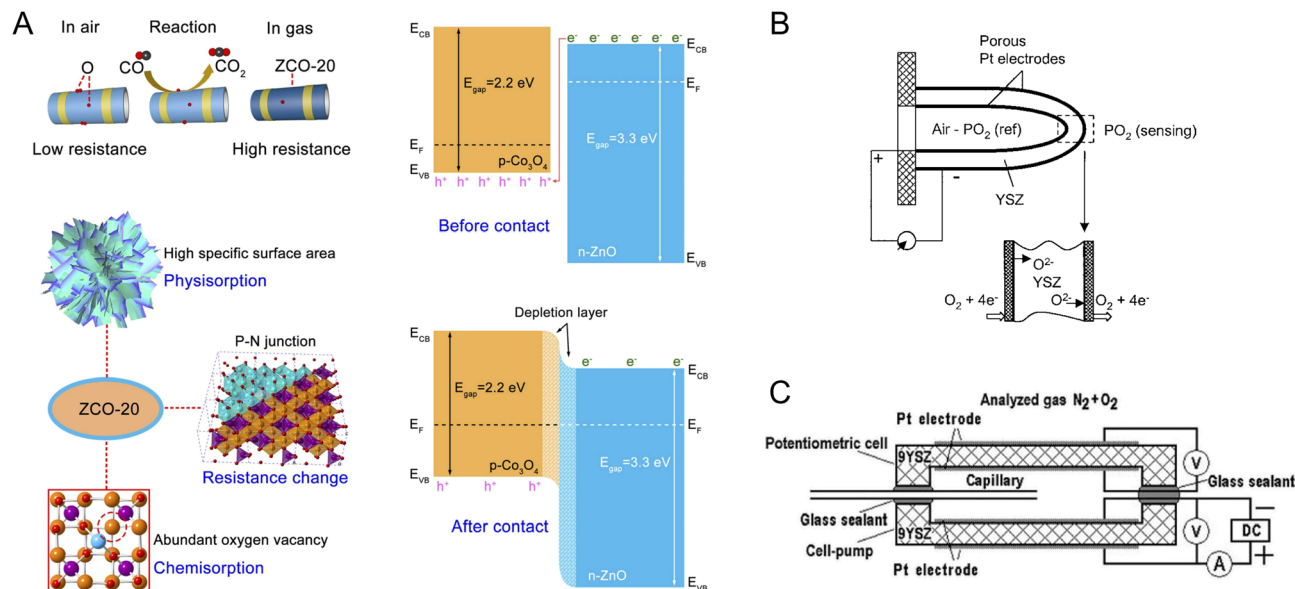 A
In air
Reaction
In gas
O
CO
CO2
ZCO-20
Low resistance
High resistance
High specific surface area
Physisorption
P-N junction
ZCO-20
Resistance change
Abundant oxygen vacancy
Chemisorption
ECB
Egap=2.2 eV
EF
p-Co3O4
EVB
h+ h+ h+ h+ h+ h+
Before contact
e- e- e- e- e- e-
ECB
EF
Egap=3.3 eV
n-ZnO
EVB
Depletion layer
ECB
Egap=2.2 eV
EF
p-Co3O4
EVB
h+ h+ h+
After contact
e- e- e-
ECB
EF
Egap=3.3 eV
n-ZnO
EVB
B
Porous
Pt electrodes
Air - PO2 (ref)
PO2 (sensing)
+
-
YSZ
O2-
YSZ
O2 + 4e-
O2-
O2 + 4e-
C
Analyzed gas N2+O2
Pt electrode
Potentiometric cell
9YSZ
V
Capillary
Glass sealant
Glass sealant
Cell-pump
9YSZ
V
DC
-
+
A
Pt electrode